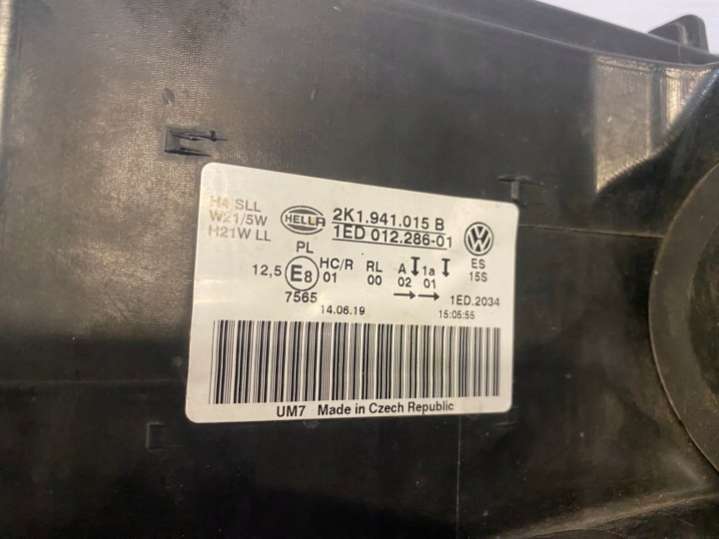 H4 SLL
W21/5W
H21W LL
HELLA
2K1.941.015 B
1ED 012.286-01
PL
ES
15S
12,5 E8 HC/R RL A 1a
01 00 02 01
7565
14.06.19
1ED.2034
15:05:55
UM7 Made in Czech Republic